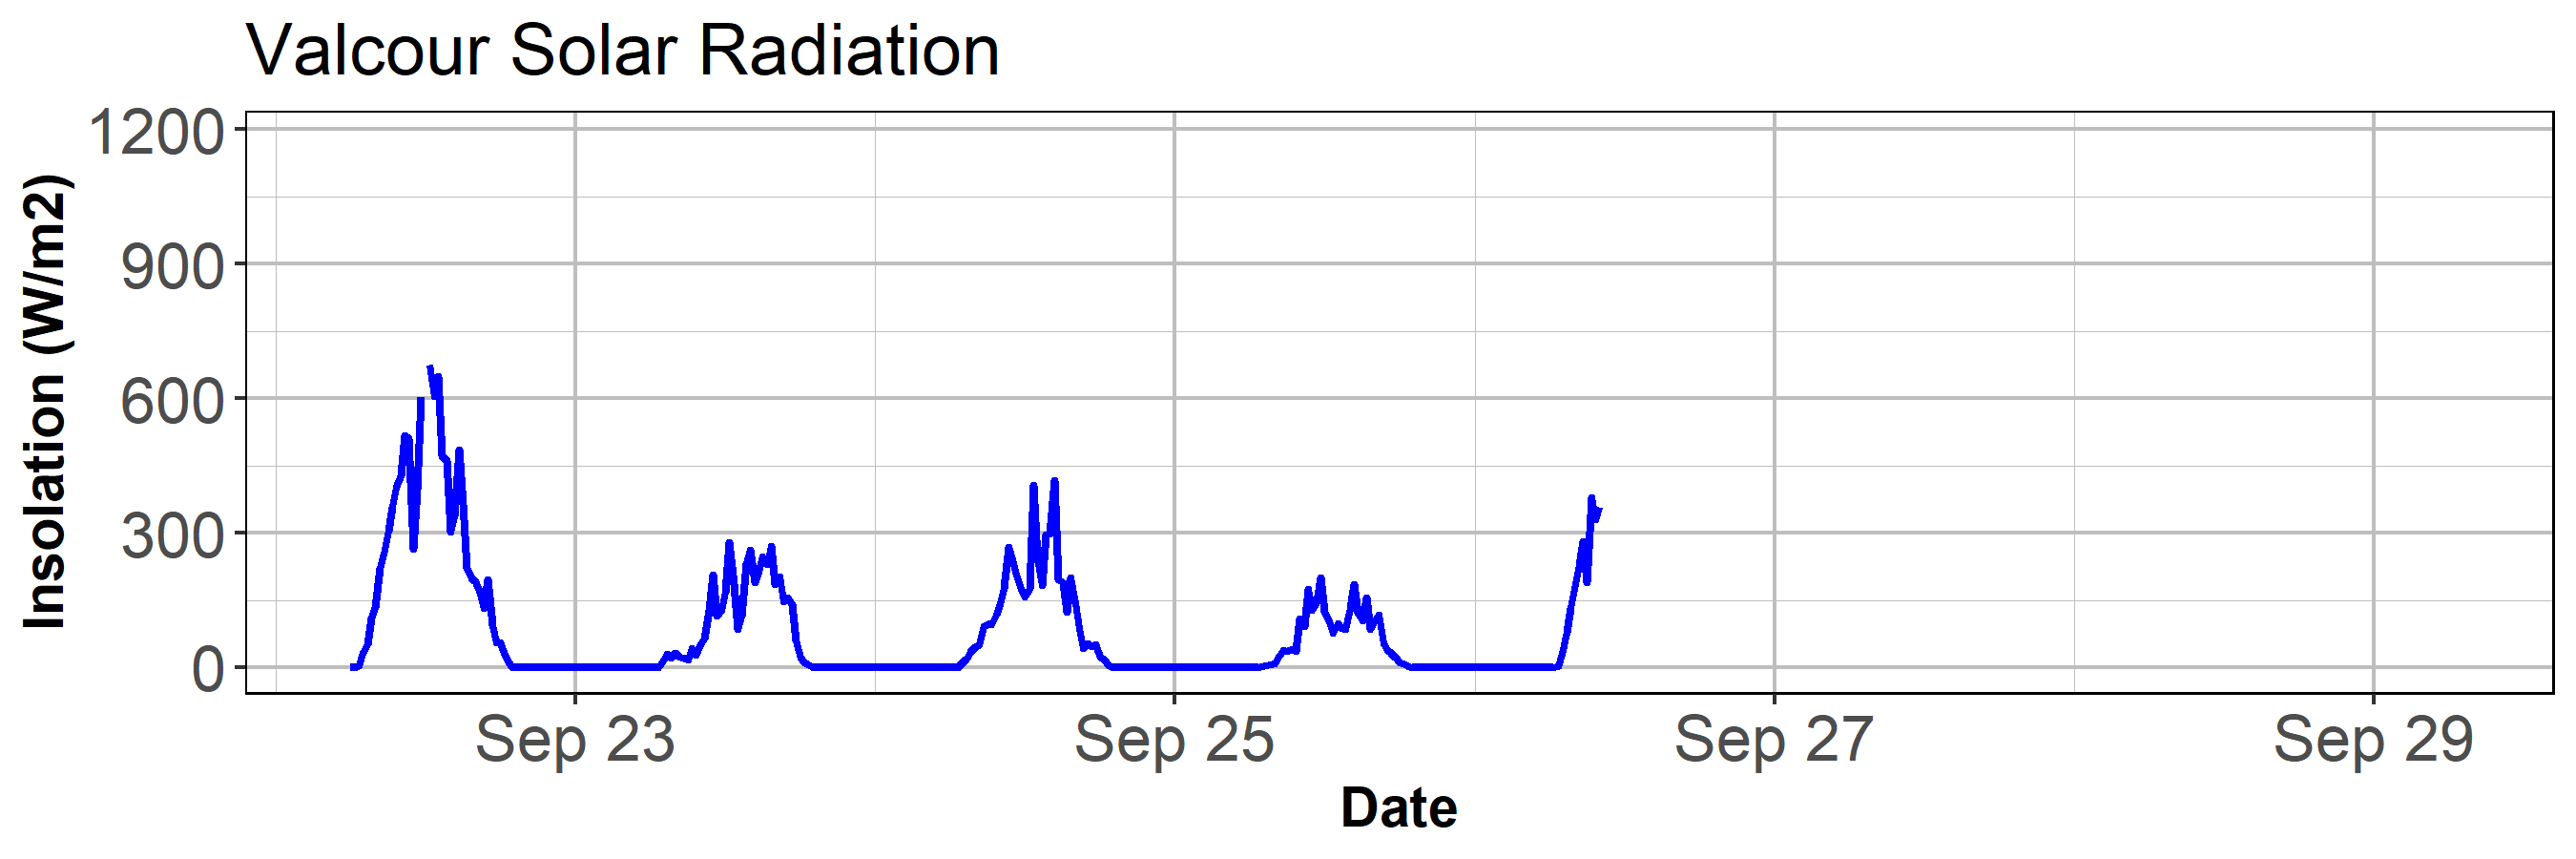 Valcour Solar Radiation
1200
900
600
300
0
Insolation (W/m2)
Sep 23 Sep 25 Sep 27 Sep 29
Date